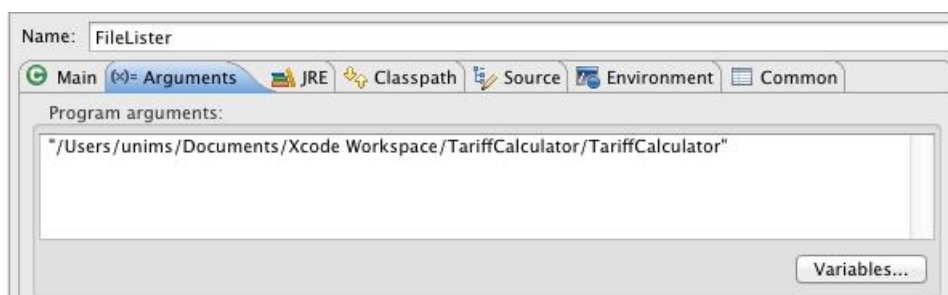 Name: FileLister
Main (x)= Arguments JRE Classpath Source Environment Common
Program arguments:
"/Users/unims/Documents/Xcode Workspace/TariffCalculator/TariffCalculator"
Variables...